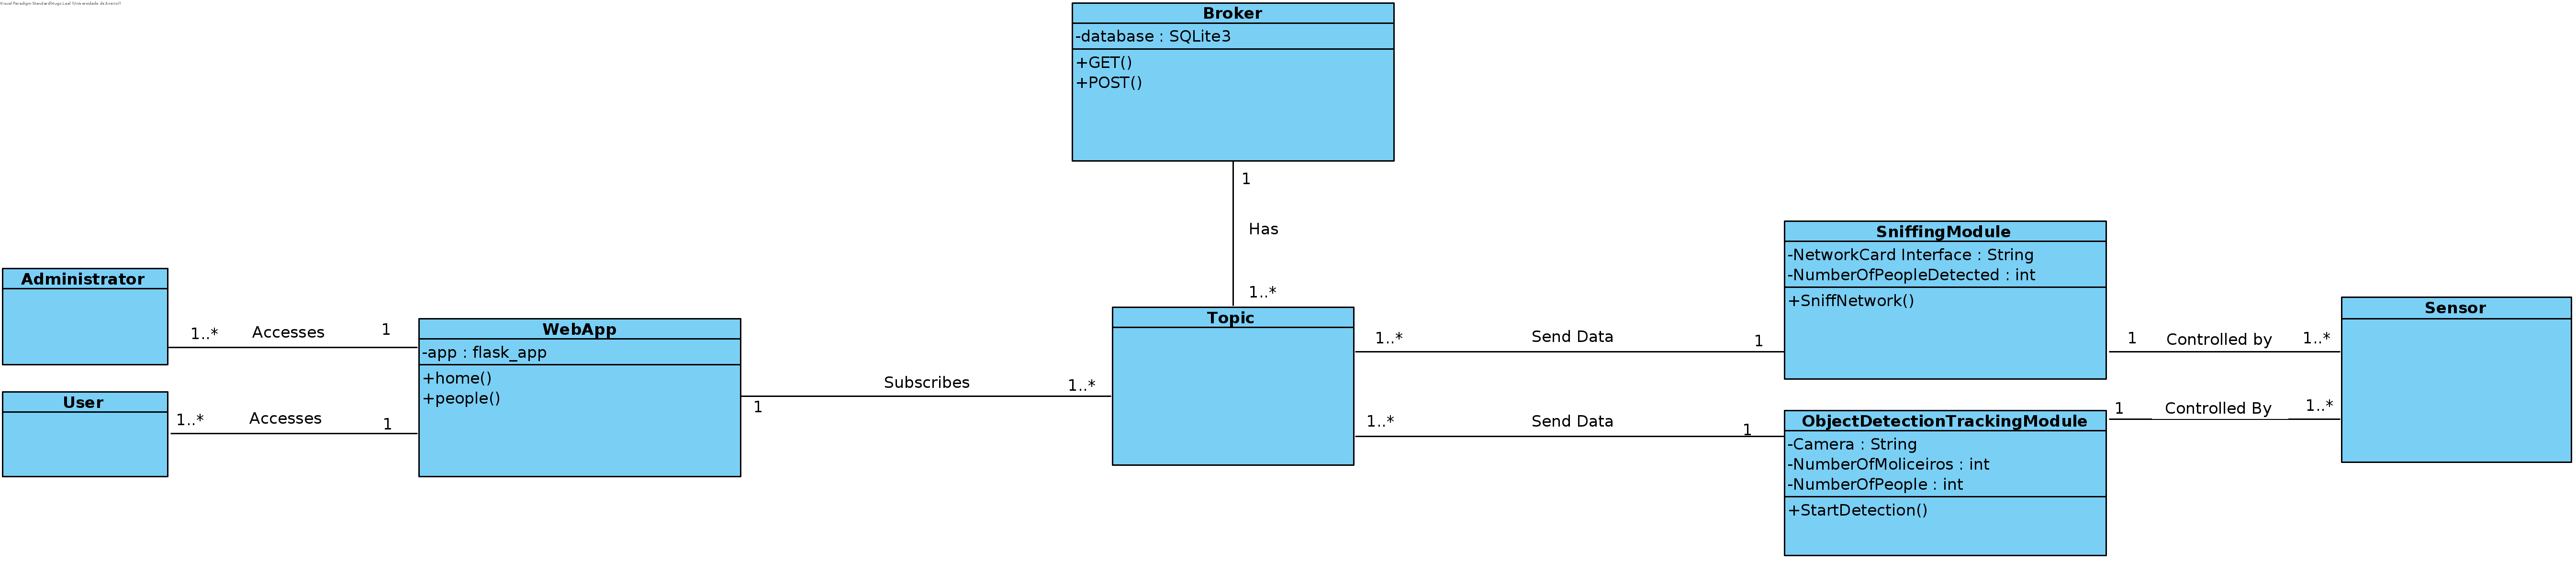 Visual Paradigm Standard(Hugo Leal (Universidade de Aveiro))
Broker
-database : SQLite3
+GET()
+POST()
1
Has
1..*
Administrator
1..*
Accesses
1
User
1..*
Accesses
1
WebApp
-app : flask_app
+home()
+people()
1
Subscribes
1..*
Topic
1..*
Send Data
1
1..*
Send Data
1
SniffingModule
-NetworkCard Interface : String
-NumberOfPeopleDetected : int
+SniffNetwork()
1
Controlled by
1..*
ObjectDetectionTrackingModule
-Camera : String
-NumberOfMoliceiros : int
-NumberOfPeople : int
+StartDetection()
1
Controlled By
1..*
Sensor